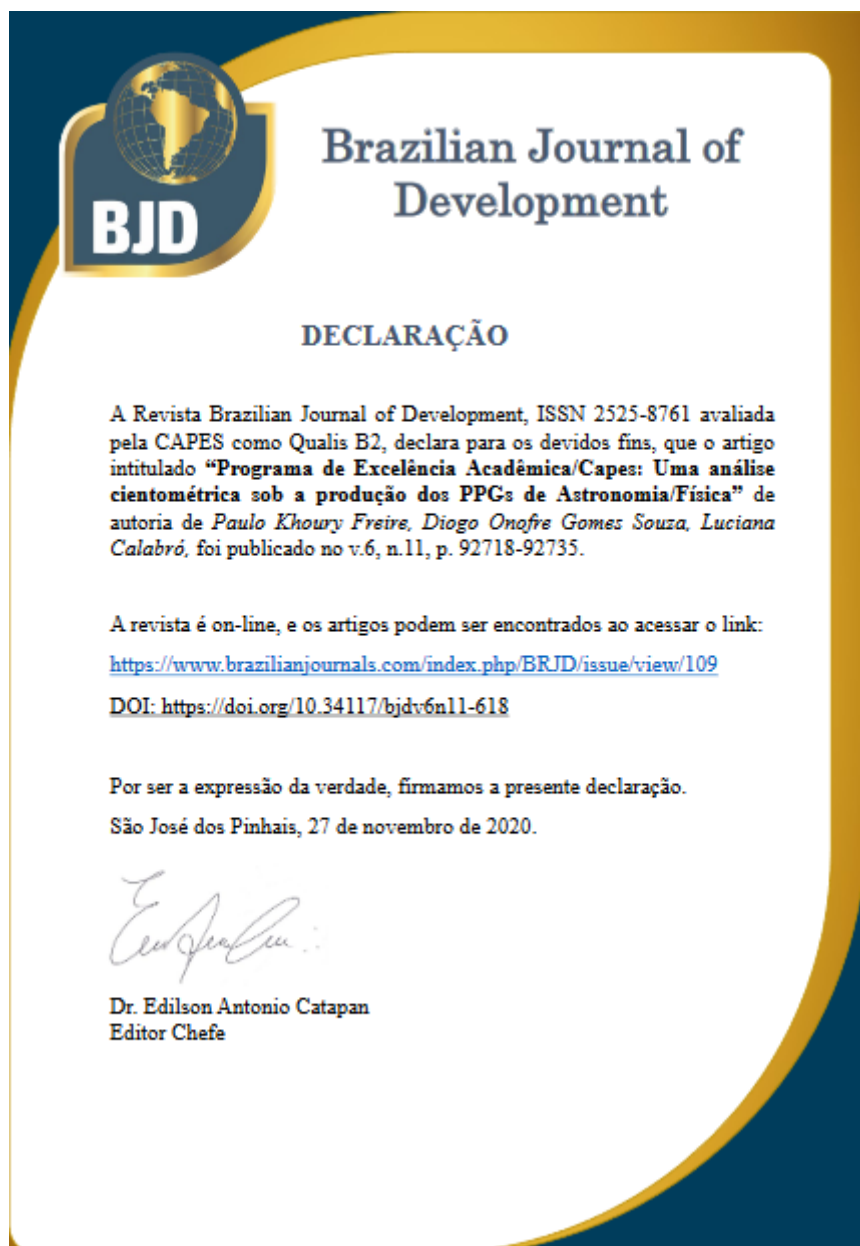 BJD
Brazilian Journal of
Development
DECLARAÇÃO
A Revista Brazilian Journal of Development, ISSN 2525-8761 avaliada
pela CAPES como Qualis B2, declara para os devidos fins, que o artigo
intitulado “Programa de Excelência Acadêmica/Capes: Uma análise
cientométrica sob a produção dos PPGs de Astronomia/Física” de
autoria de Paulo Khoury Freire, Diogo Onofre Gomes Souza, Luciana
Calabró, foi publicado no v.6, n.11, p. 92718-92735.
A revista é on-line, e os artigos podem ser encontrados ao acessar o link:
https://www.brazilianjournals.com/index.php/BRJD/issue/view/109
DOI: https://doi.org/10.34117/bjdv6n11-618
Por ser a expressão da verdade, firmamos a presente declaração.
São José dos Pinhais, 27 de novembro de 2020.
Dr. Edilson Antonio Catapan
Editor Chefe